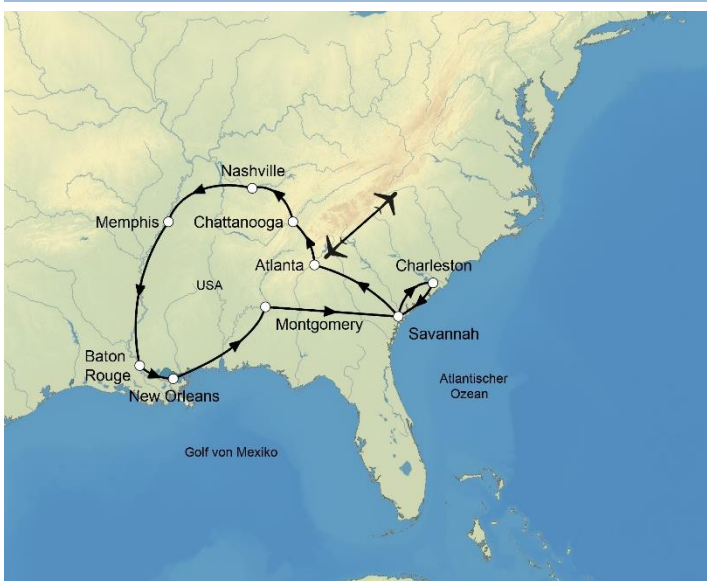 Nashville
Memphis
Chattanooga
Atlanta
Charleston
USA
Montgomery
Savannah
Baton
Rouge
New Orleans
Atlantischer
Ozean
Golf von Mexiko